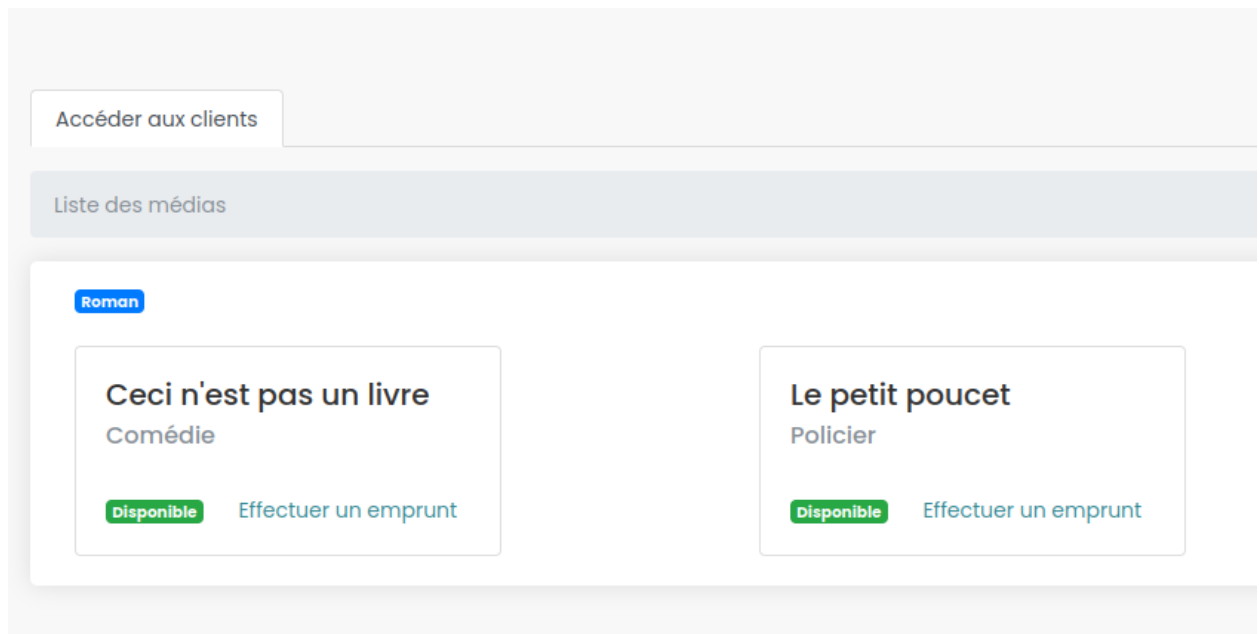 Accéder aux clients
Liste des médias
Roman
Ceci n'est pas un livre
Comédie
Disponible Effectuer un emprunt
Le petit poucet
Policier
Disponible Effectuer un emprunt